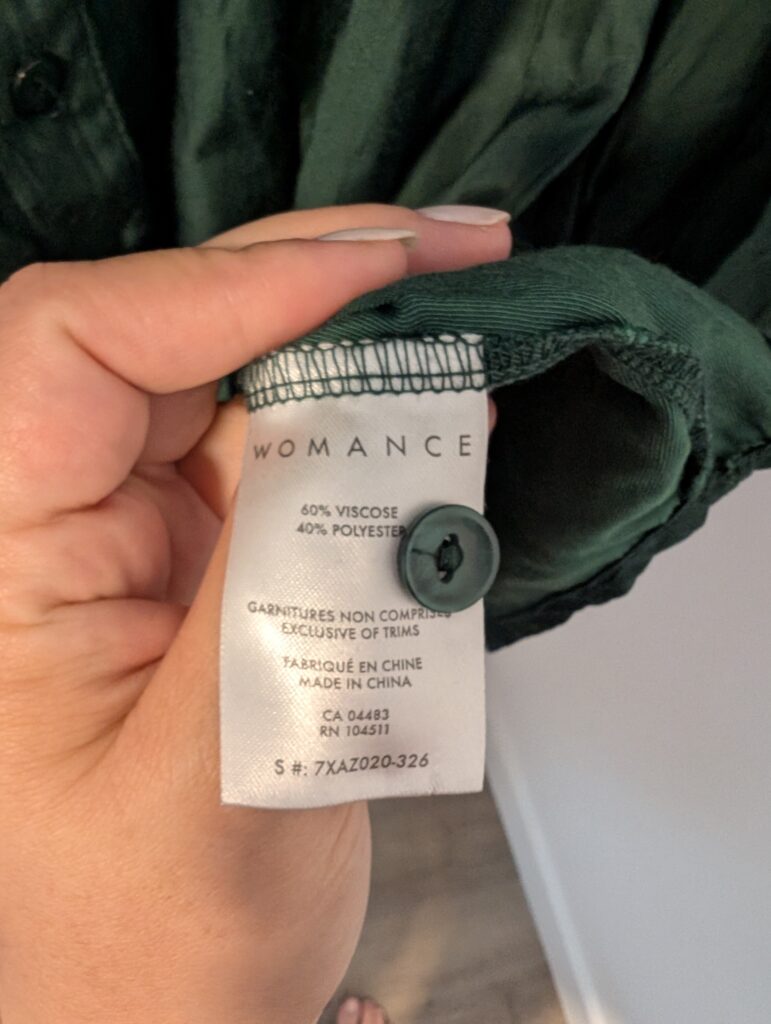 WOMANCE
60% VISCOSE
40% POLYESTER
GARNITURES NON COMPRISES
EXCLUSIVE OF TRIMS
FABRIQUÉ EN CHINE
MADE IN CHINA
CA 04483
RN 104511
S #: 7XAZ020-326